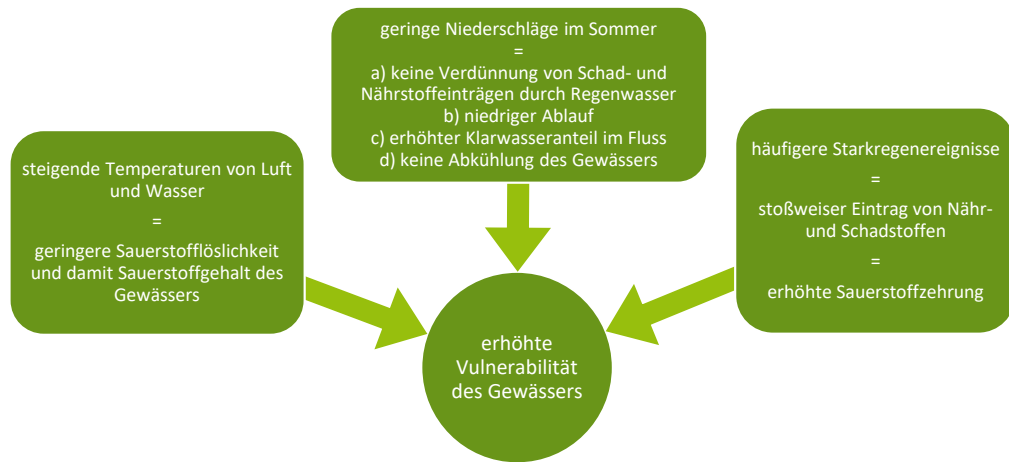 steigende Temperaturen von Luft
und Wasser
=
geringere Sauerstofflöslichkeit
und damit Sauerstoffgehalt des
Gewässers
geringe Niederschläge im Sommer
=
a) keine Verdünnung von Schad- und
Nährstoffeinträgen durch Regenwasser
b) niedriger Ablauf
c) erhöhter Klarwasseranteil im Fluss
d) keine Abkühlung des Gewässers
häufigere Starkregenereignisse
=
stoßweiser Eintrag von Nähr-
und Schadstoffen
=
erhöhte Sauerstoffzehrung
erhöhte
Vulnerabilität
des Gewässers